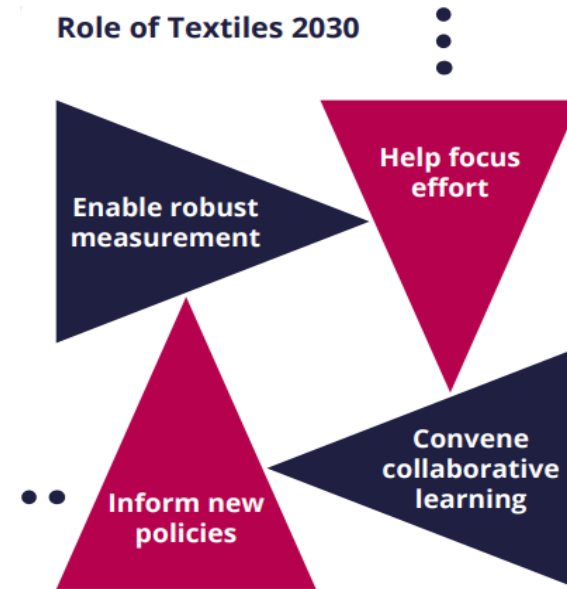 Role of Textiles 2030
Enable robust
measurement
Help focus
effort
Convene
collaborative
learning
Inform new
policies